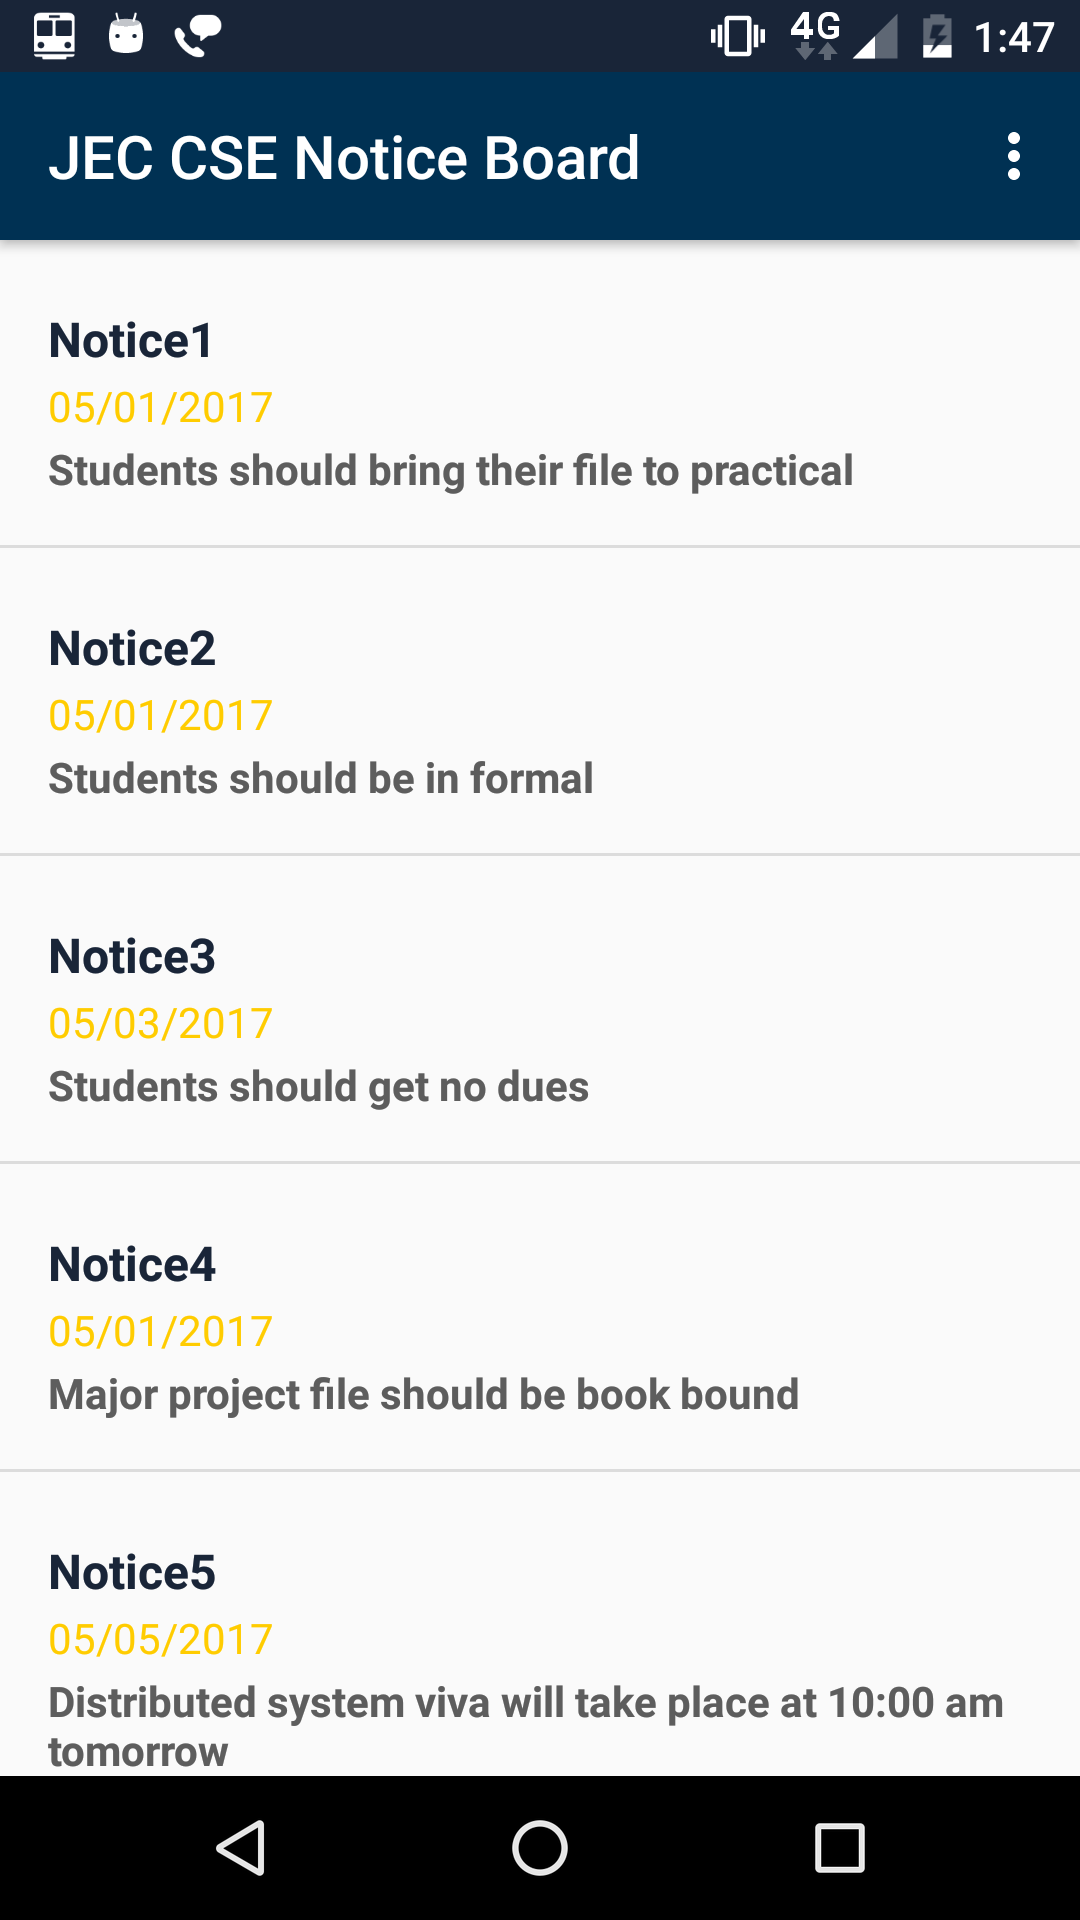 4G 1:47
JEC CSE Notice Board
Notice1
05/01/2017
Students should bring their file to practical
Notice2
05/01/2017
Students should be in formal
Notice3
05/03/2017
Students should get no dues
Notice4
05/01/2017
Major project file should be book bound
Notice5
05/05/2017
Distributed system viva will take place at 10:00 am
tomorrow